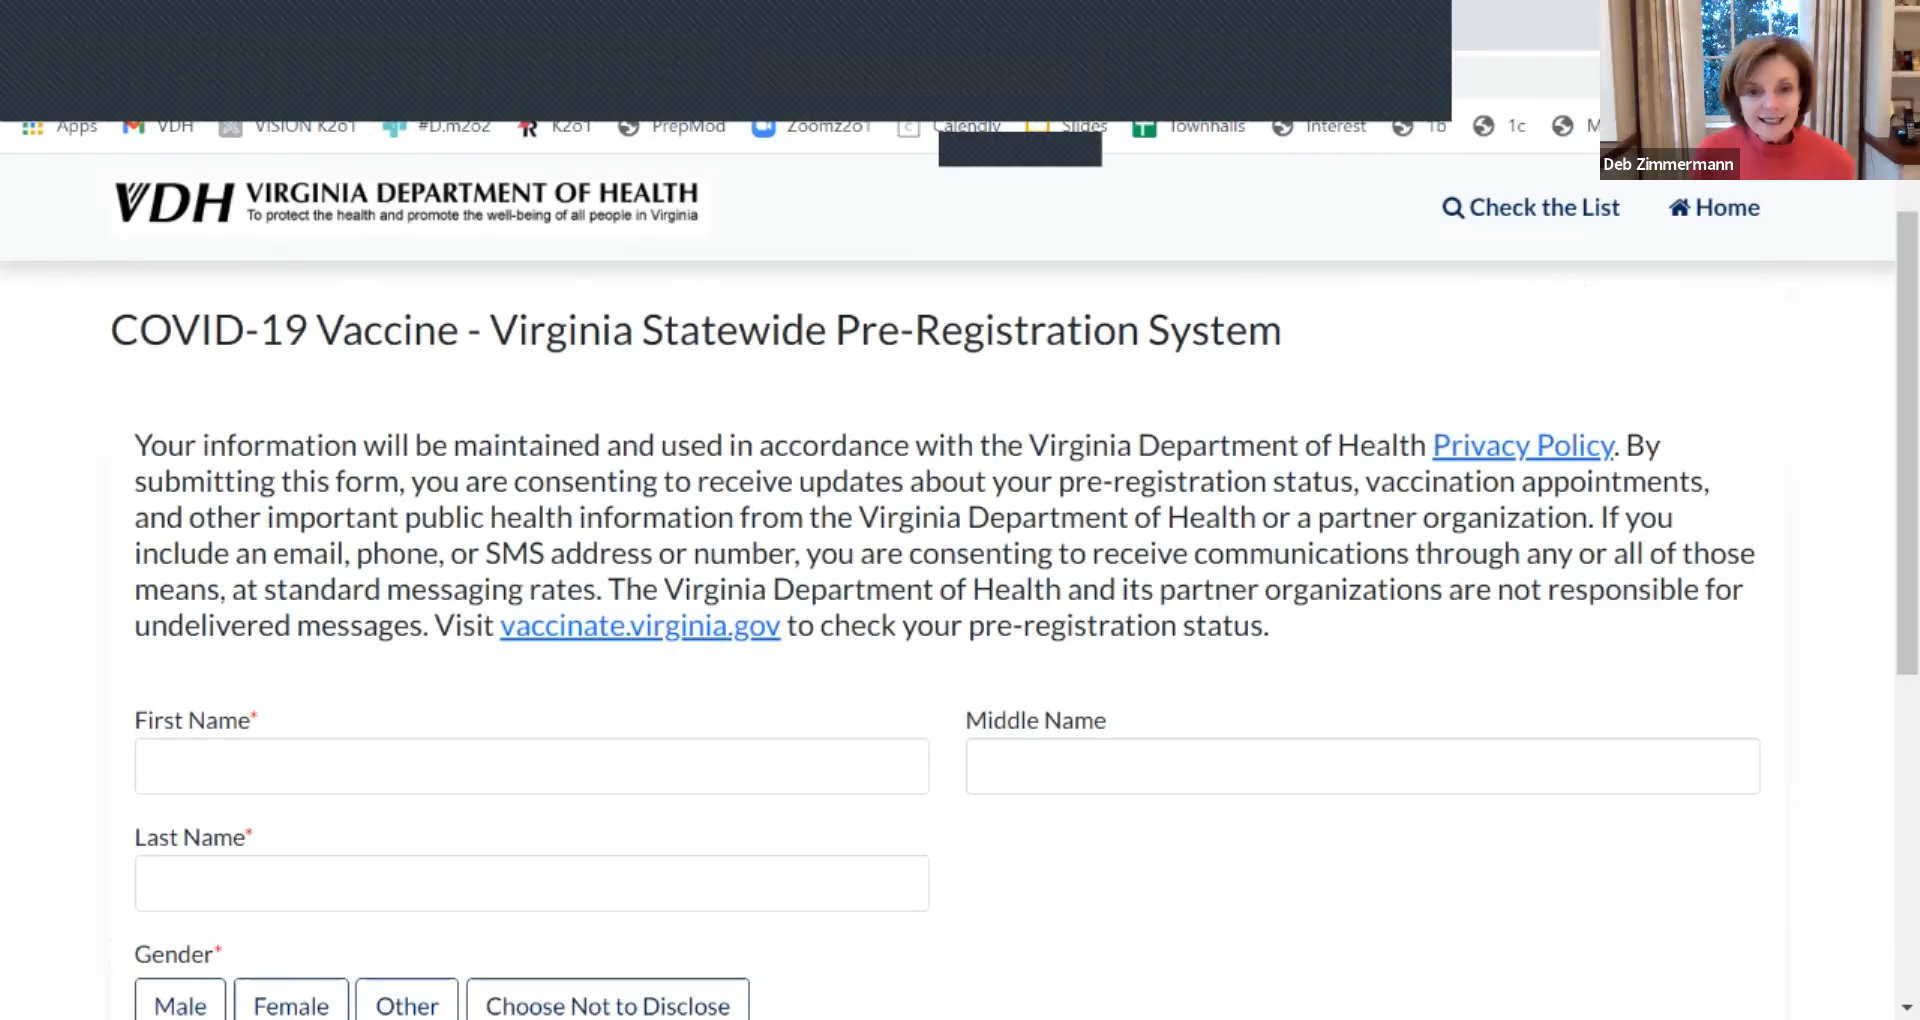 Apps VDH VISION K2o1 #D.m2o2 K2o1 PrepMod Zoomz2o1 Calendly Slides Townhalls Interest 1b 1c M
Deb Zimmermann
VDH VIRGINIA DEPARTMENT OF HEALTH
To protect the health and promote the well-being of all people in Virginia
Check the List Home
COVID-19 Vaccine - Virginia Statewide Pre-Registration System
Your information will be maintained and used in accordance with the Virginia Department of Health Privacy Policy. By
submitting this form, you are consenting to receive updates about your pre-registration status, vaccination appointments,
and other important public health information from the Virginia Department of Health or a partner organization. If you
include an email, phone, or SMS address or number, you are consenting to receive communications through any or all of those
means, at standard messaging rates. The Virginia Department of Health and its partner organizations are not responsible for
undelivered messages. Visit vaccinate.virginia.gov to check your pre-registration status.
First Name* Middle Name
Last Name*
Gender*
Male Female Other Choose Not to Disclose